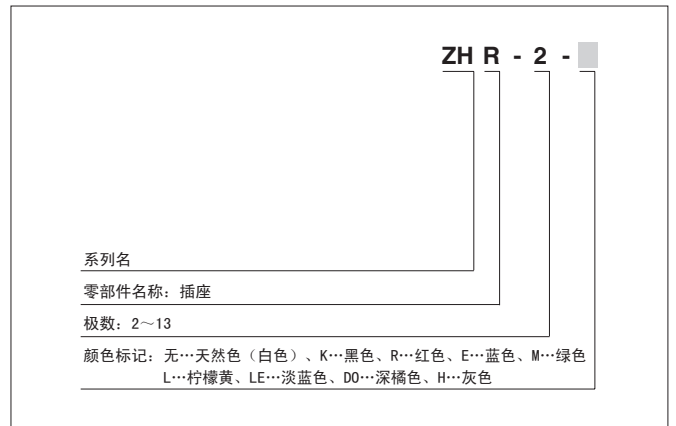 ZH R - 2 -
系列名
零部件名称：插座
极数：2～13
颜色标记：无…天然色（白色）、K…黑色、R…红色、E…蓝色、M…绿色
L…柠檬黄、LE…淡蓝色、DO…深橘色、H…灰色